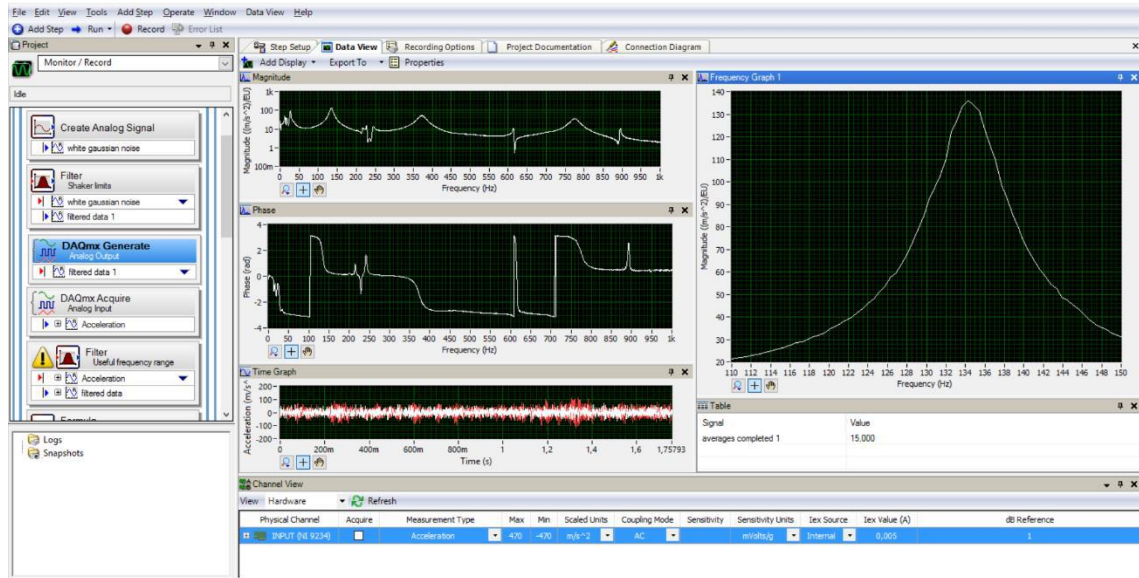 File Edit View Tools Add Step Operate Window Data View Help
Add Step Run Record Error List
Project
Monitor / Record
Idle
Create Analog Signal
white gaussian noise
Filter
Shaker limits
white gaussian noise
filtered data 1
DAQmx Generate
Analog Output
filtered data 1
DAQmx Acquire
Analog Input
Acceleration
Filter
Useful frequency range
Acceleration
filtered data
Formula
Logs
Snapshots
Step Setup Data View Recording Options Project Documentation Connection Diagram
Add Display Export To Properties
Magnitude
Magnitude ((m/s^2)/EU)
1k
100
10
1
100m
0 50 100 150 200 250 300 350 400 450 500 550 600 650 700 750 800 850 900 950 1k
Frequency (Hz)
Phase
Phase (rad)
4
2
0
-2
-4
0 50 100 150 200 250 300 350 400 450 500 550 600 650 700 750 800 850 900 950 1k
Frequency (Hz)
Time Graph
Acceleration (m/s^
200
100
0
-100
-200
0 200m 400m 600m 800m 1 1,2 1,4 1,6 1,75793
Time (s)
Frequency Graph 1
Magnitude ((m/s^2)/EU)
140
130
120
110
100
90
80
70
60
50
40
30
20
110 112 114 116 118 120 122 124 126 128 130 132 134 136 138 140 142 144 146 148 150
Frequency (Hz)
Table
Signal Value
averages completed 1 15.000
Channel View
View Hardware Refresh
Physical Channel Acquire Measurement Type Max Min Scaled Units Coupling Mode Sensitivity Sensitivity Units Iex Source Iex Value (A) dB Reference
INPUT (NI 9234) Acceleration 470 -470 m/s^2 AC mVolts/g Internal 0,005 1